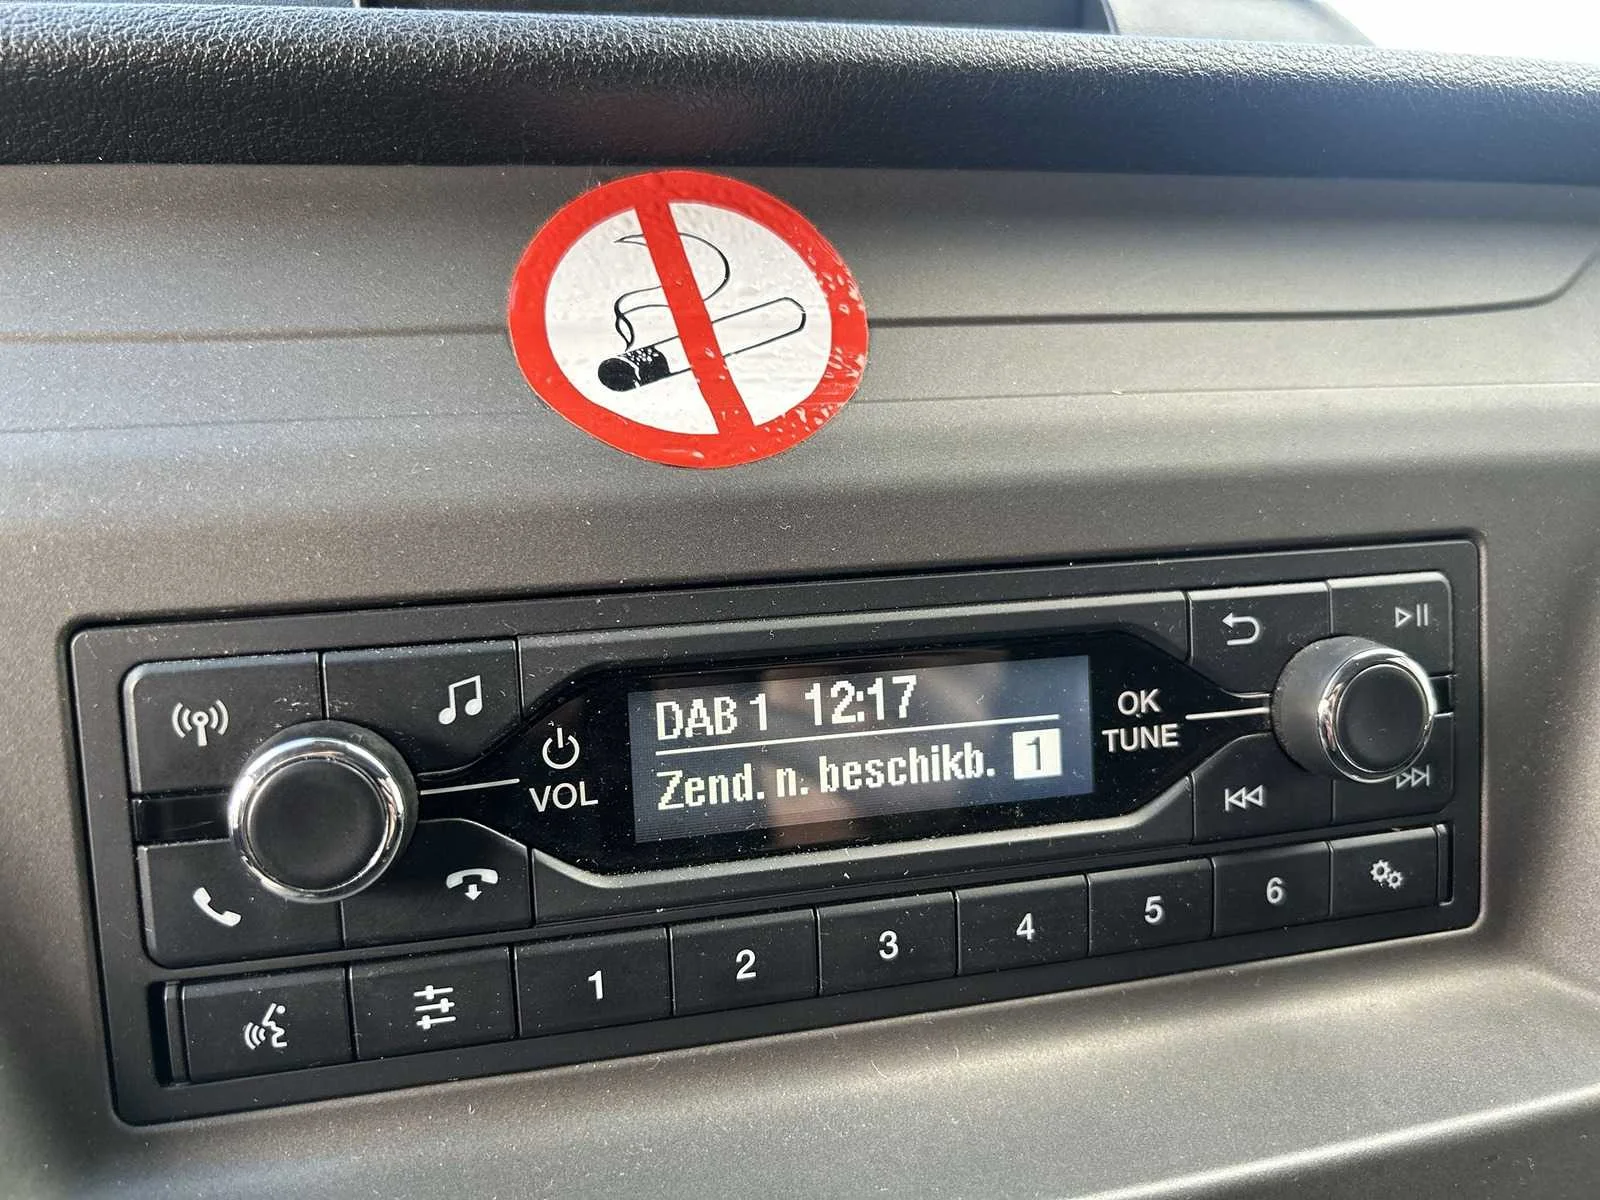 DAB 1 12:17
Zend. n. beschikb. 1
VOL
OK
TUNE
1 2 3 4 5 6